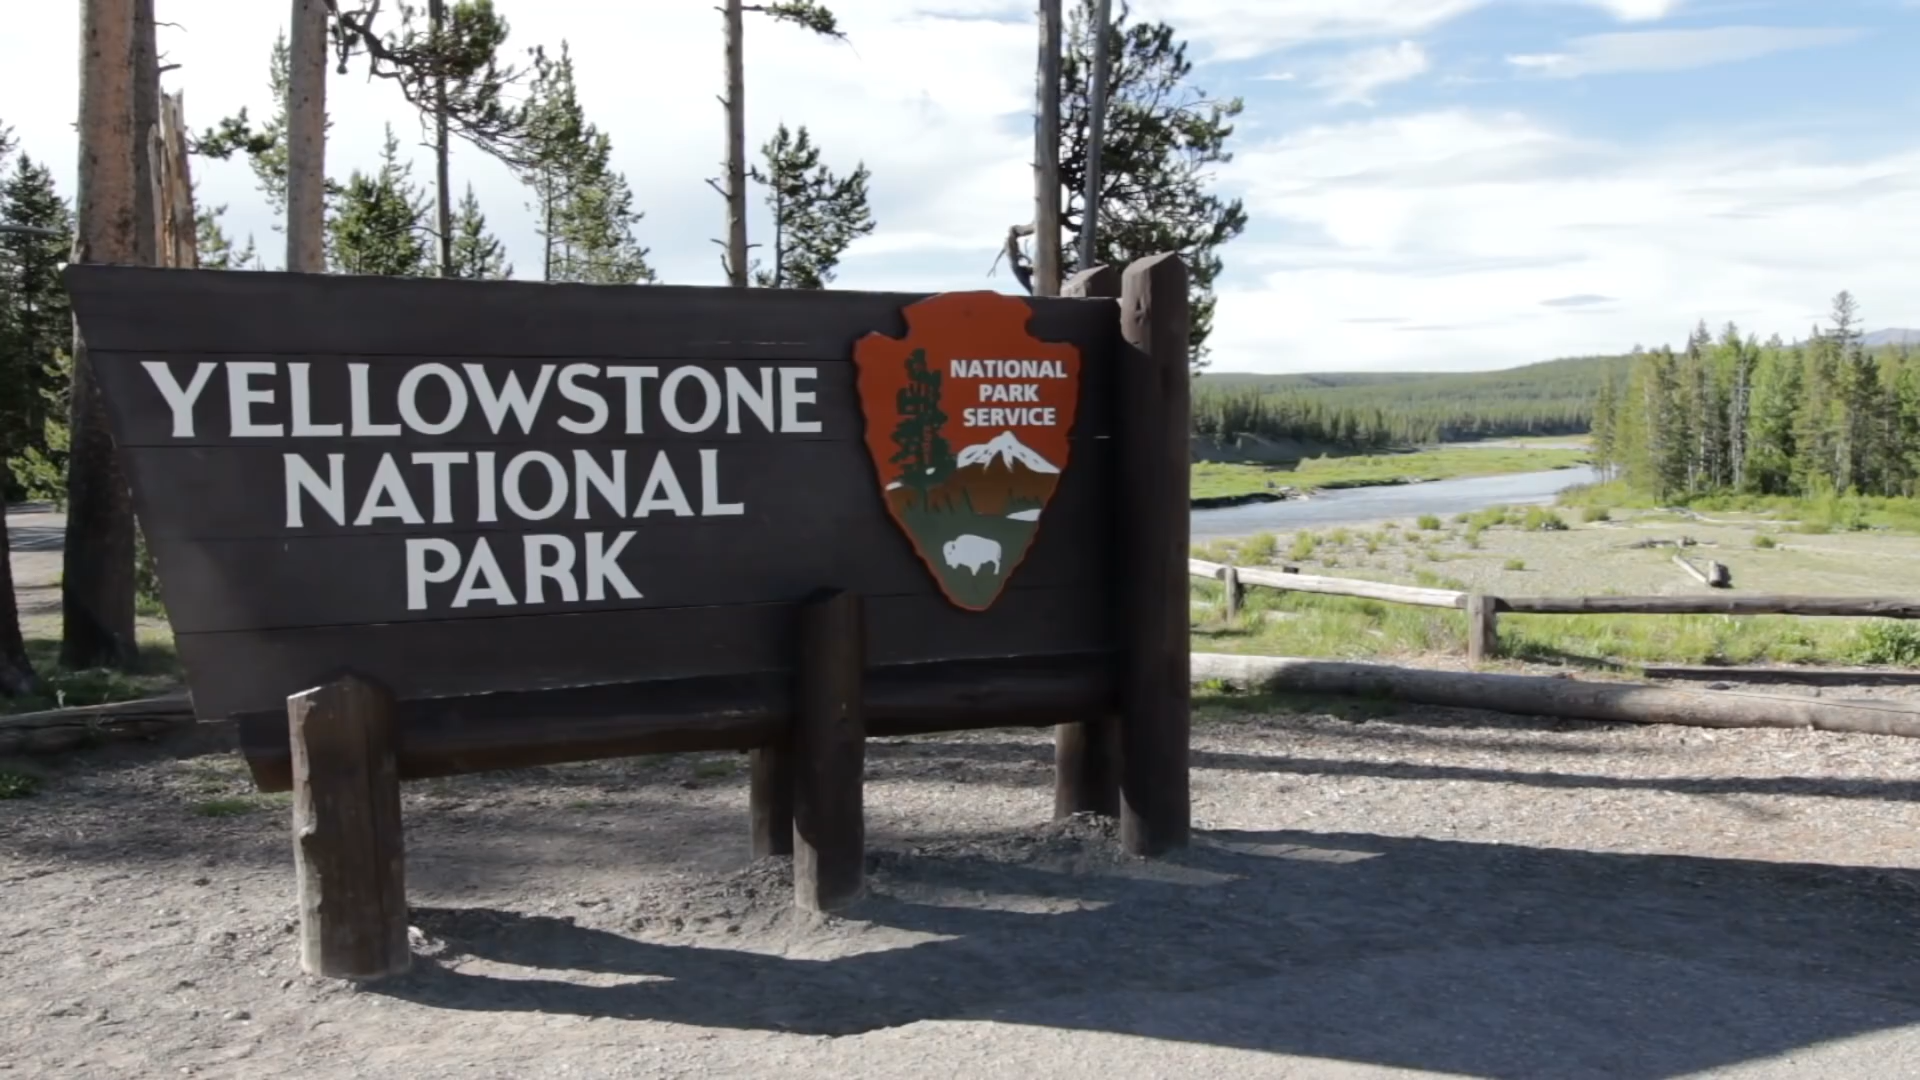 YELLOWSTONE
NATIONAL
PARK
NATIONAL
PARK
SERVICE